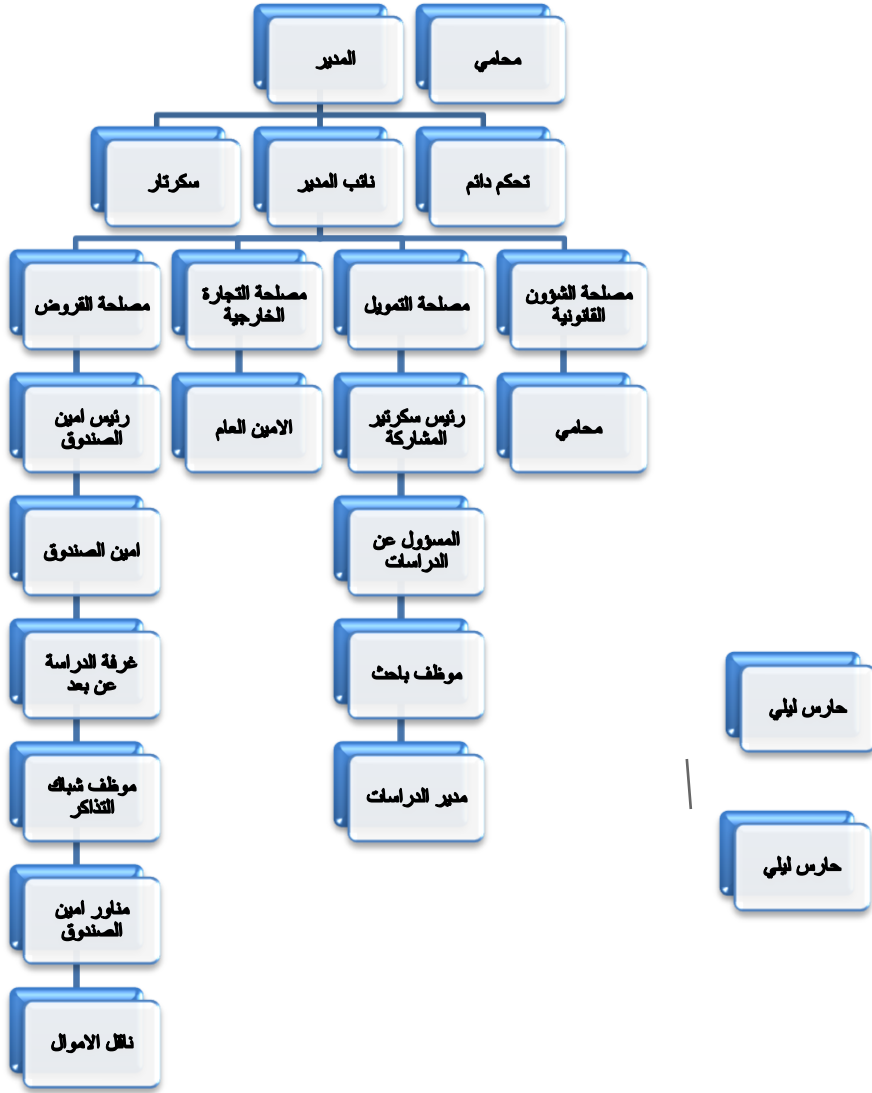 محامي
المدير
تحكم دائم
نائب المدير
سكرتار
مصلحة الشؤون
القانونية
مصلحة التمويل
مصلحة التجارة
الخارجية
مصلحة القروض
محامي
رئيس سكرتير
المشاركة
الامين العام
رئيس امين
الصندوق
المسؤول عن
الدراسات
امين الصندوق
موظف باحث
غرفة الدراسة
عن بعد
حارس ليلي
مدير الدراسات
موظف شباك
التذاكر
حارس ليلي
مناور امين
الصندوق
ناقل الاموال